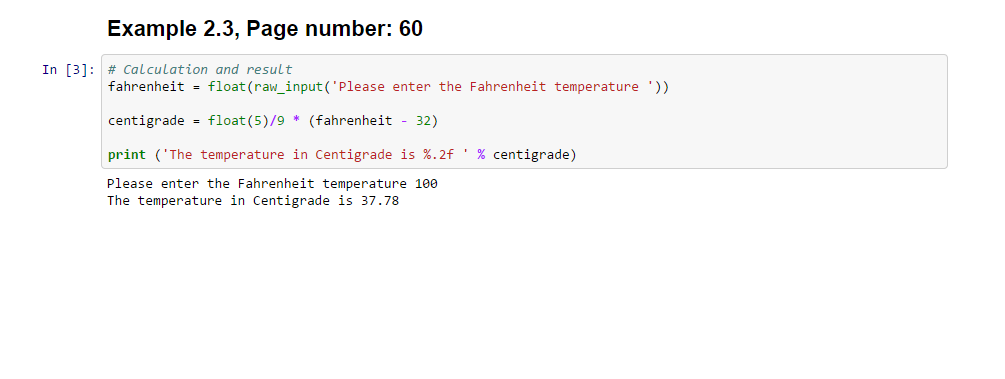 Example 2.3, Page number: 60
In [3]: # Calculation and result
fahrenheit = float(raw_input('Please enter the Fahrenheit temperature '))
centigrade = float(5)/9 * (fahrenheit - 32)
print ('The temperature in Centigrade is %.2f ' % centigrade)
Please enter the Fahrenheit temperature 100
The temperature in Centigrade is 37.78